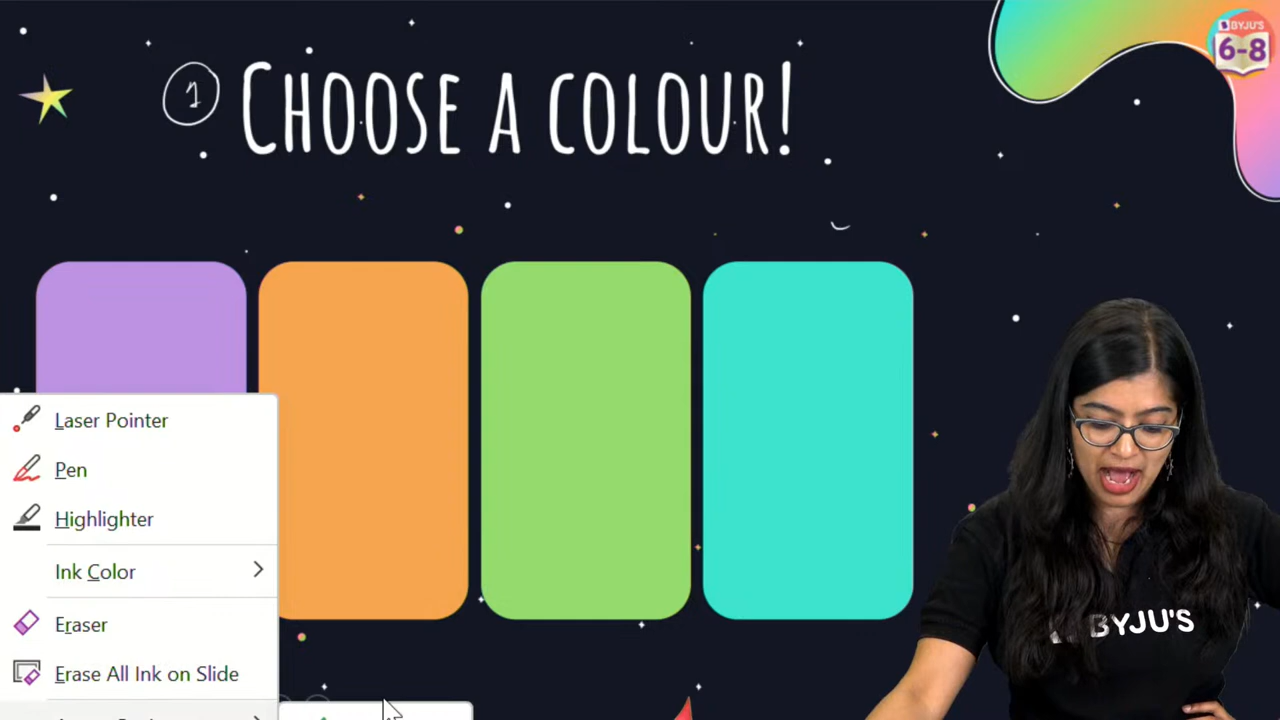 BYJU'S
6-8
1 CHOOSE A COLOUR!
Laser Pointer
Pen
Highlighter
Ink Color
Eraser
Erase All Ink on Slide
BYJU'S